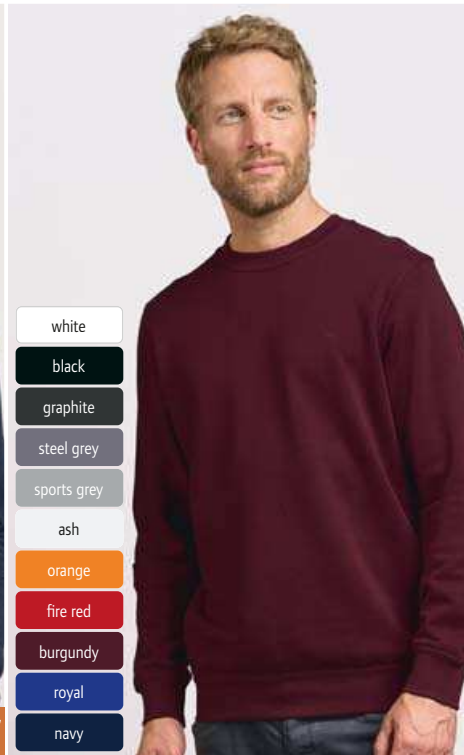 white
black
graphite
steel grey
sports grey
ash
orange
fire red
burgundy
royal
navy